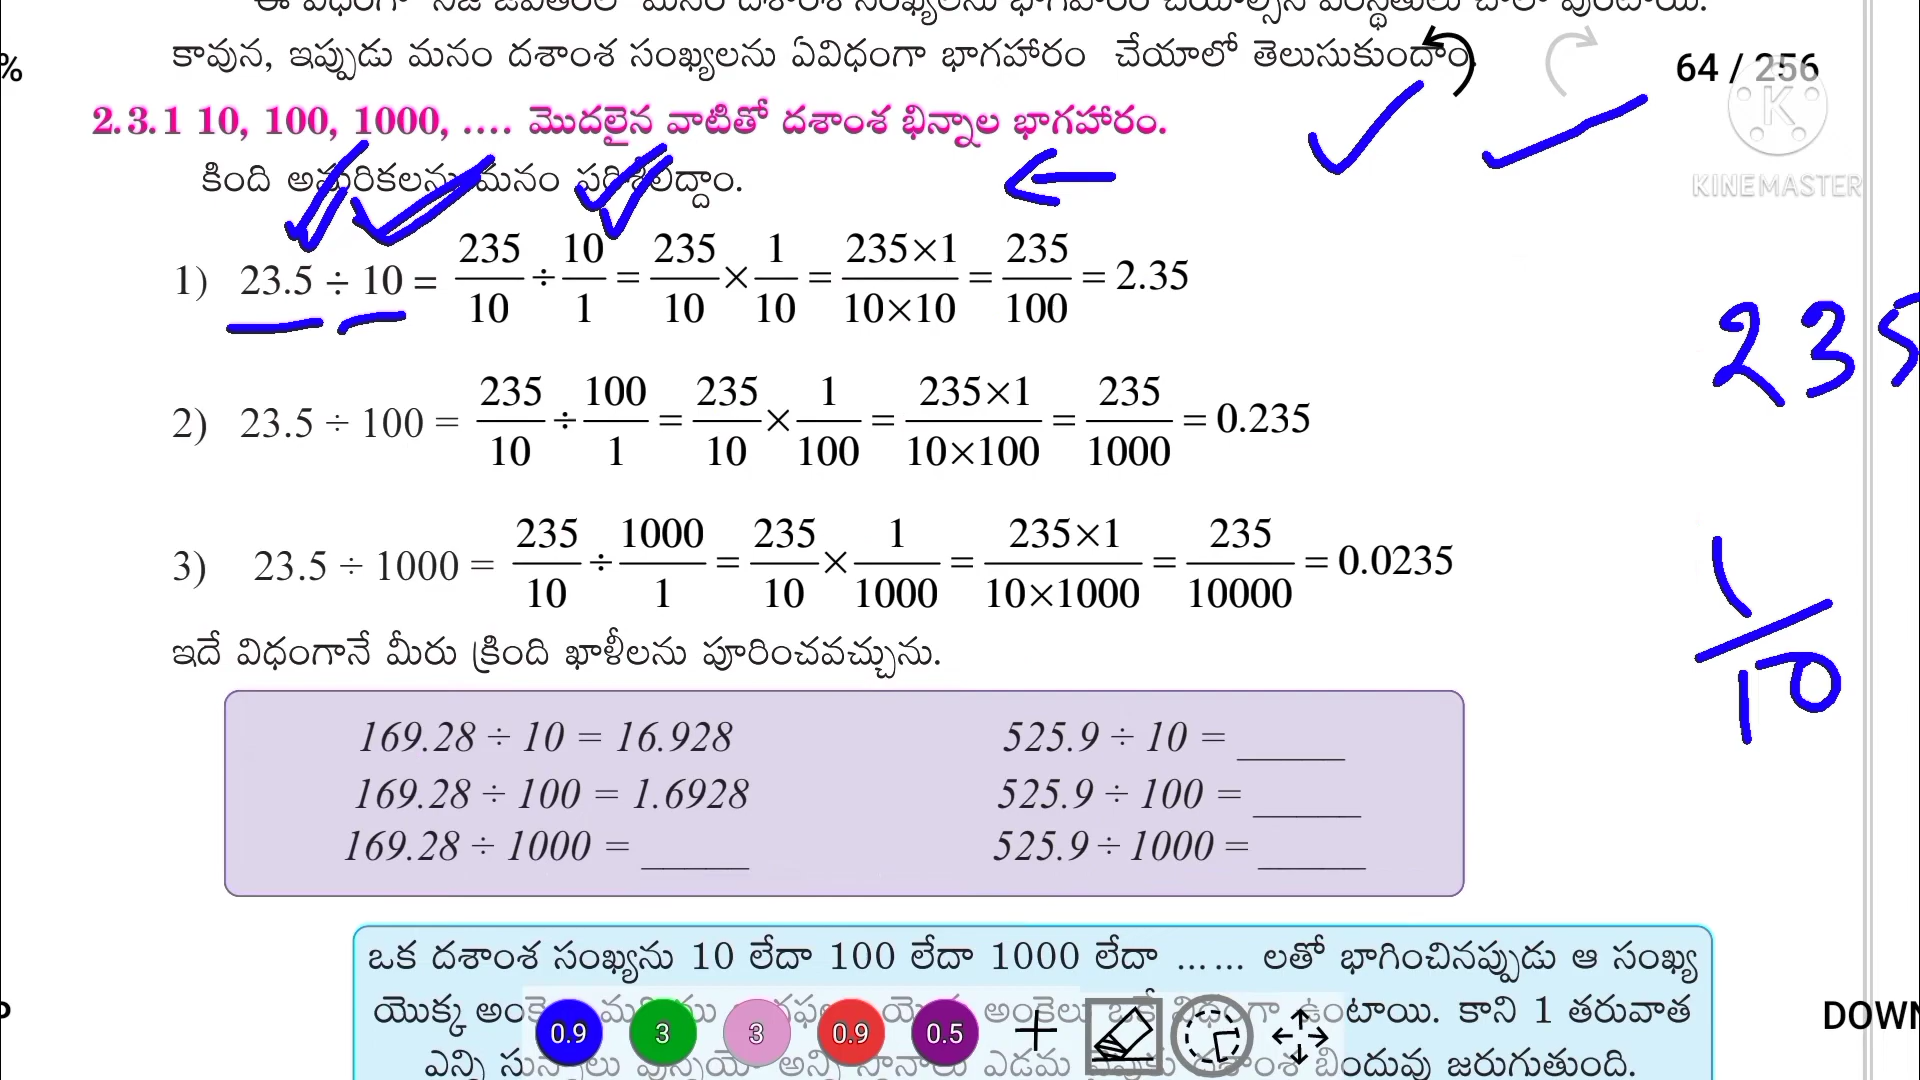 కావున, ఇప్పుడు మనం దశాంశ సంఖ్యలను ఏవిధంగా భాగహారం చేయాలో తెలుసుకుందాం.
64 / 256
%
KINEMASTER
2.3.1 10, 100, 1000, .... మొదలైన వాటితో దశాంశ భిన్నాల భాగహారం.
కింది అమరికలను మనం పరిశీలిద్దాం.
1) 23.5 ÷ 10 = 235/10 ÷ 10/1 = 235/10 × 1/10 = 235×1/10×10 = 235/100 = 2.35
235
2) 23.5 ÷ 100 = 235/10 ÷ 100/1 = 235/10 × 1/100 = 235×1/10×100 = 235/1000 = 0.235
3) 23.5 ÷ 1000 = 235/10 ÷ 1000/1 = 235/10 × 1/1000 = 235×1/10×1000 = 235/10000 = 0.0235
1/10
ఇదే విధంగానే మీరు క్రింది ఖాళీలను పూరించవచ్చును.
169.28 ÷ 10 = 16.928 525.9 ÷ 10 = _____
169.28 ÷ 100 = 1.6928 525.9 ÷ 100 = _____
169.28 ÷ 1000 = _____ 525.9 ÷ 1000 = _____
ఒక దశాంశ సంఖ్యను 10 లేదా 100 లేదా 1000 లేదా ...... లతో భాగించినప్పుడు ఆ సంఖ్య
యొక్క అంకెలు ఒకే విధంగా ఉంటాయి. కాని 1 తరువాత
ఎన్ని సున్నాలు ఎడమ దశాంశ బిందువు జరుగుతుంది.
0.9 3 3 0.9 0.5
DOWN